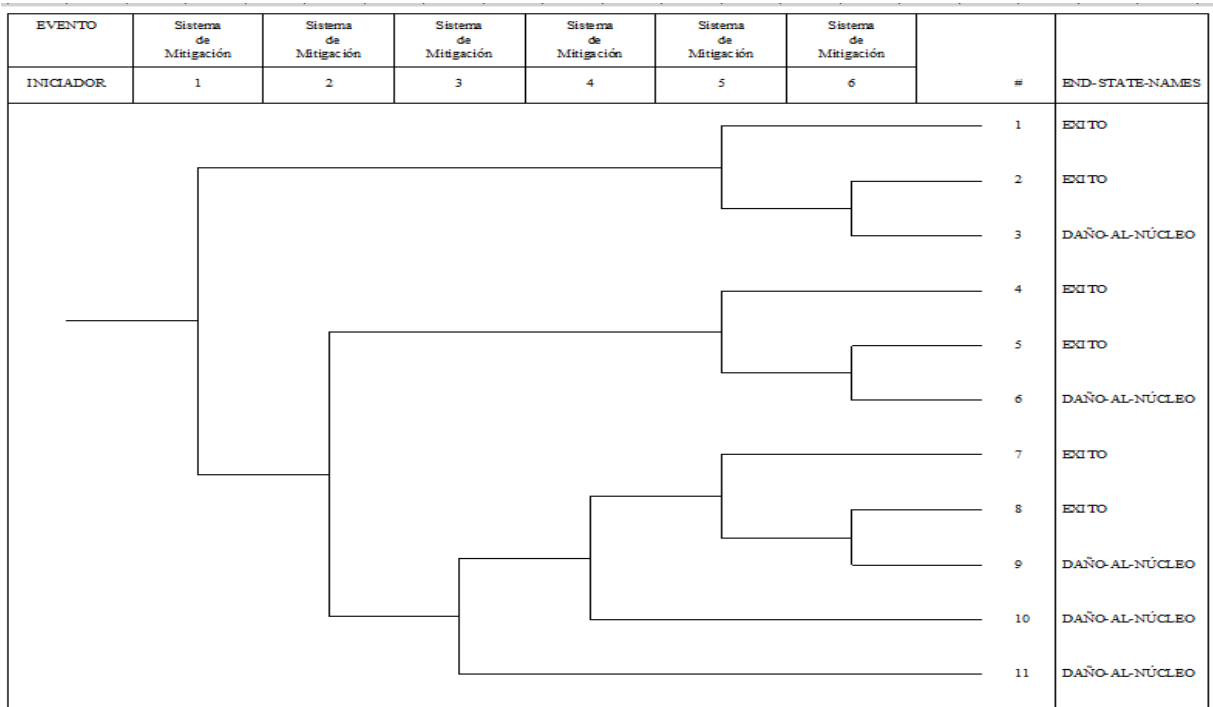 EVENTO
Sistema
de
Mitigación
Sistema
de
Mitigación
Sistema
de
Mitigación
Sistema
de
Mitigación
Sistema
de
Mitigación
Sistema
de
Mitigación
INICIADOR 1 2 3 4 5 6 # END-STATE-NAMES
1 EXITO
2 EXITO
3 DAÑO-AL-NÚCLEO
4 EXITO
5 EXITO
6 DAÑO-AL-NÚCLEO
7 EXITO
8 EXITO
9 DAÑO-AL-NÚCLEO
10 DAÑO-AL-NÚCLEO
11 DAÑO-AL-NÚCLEO